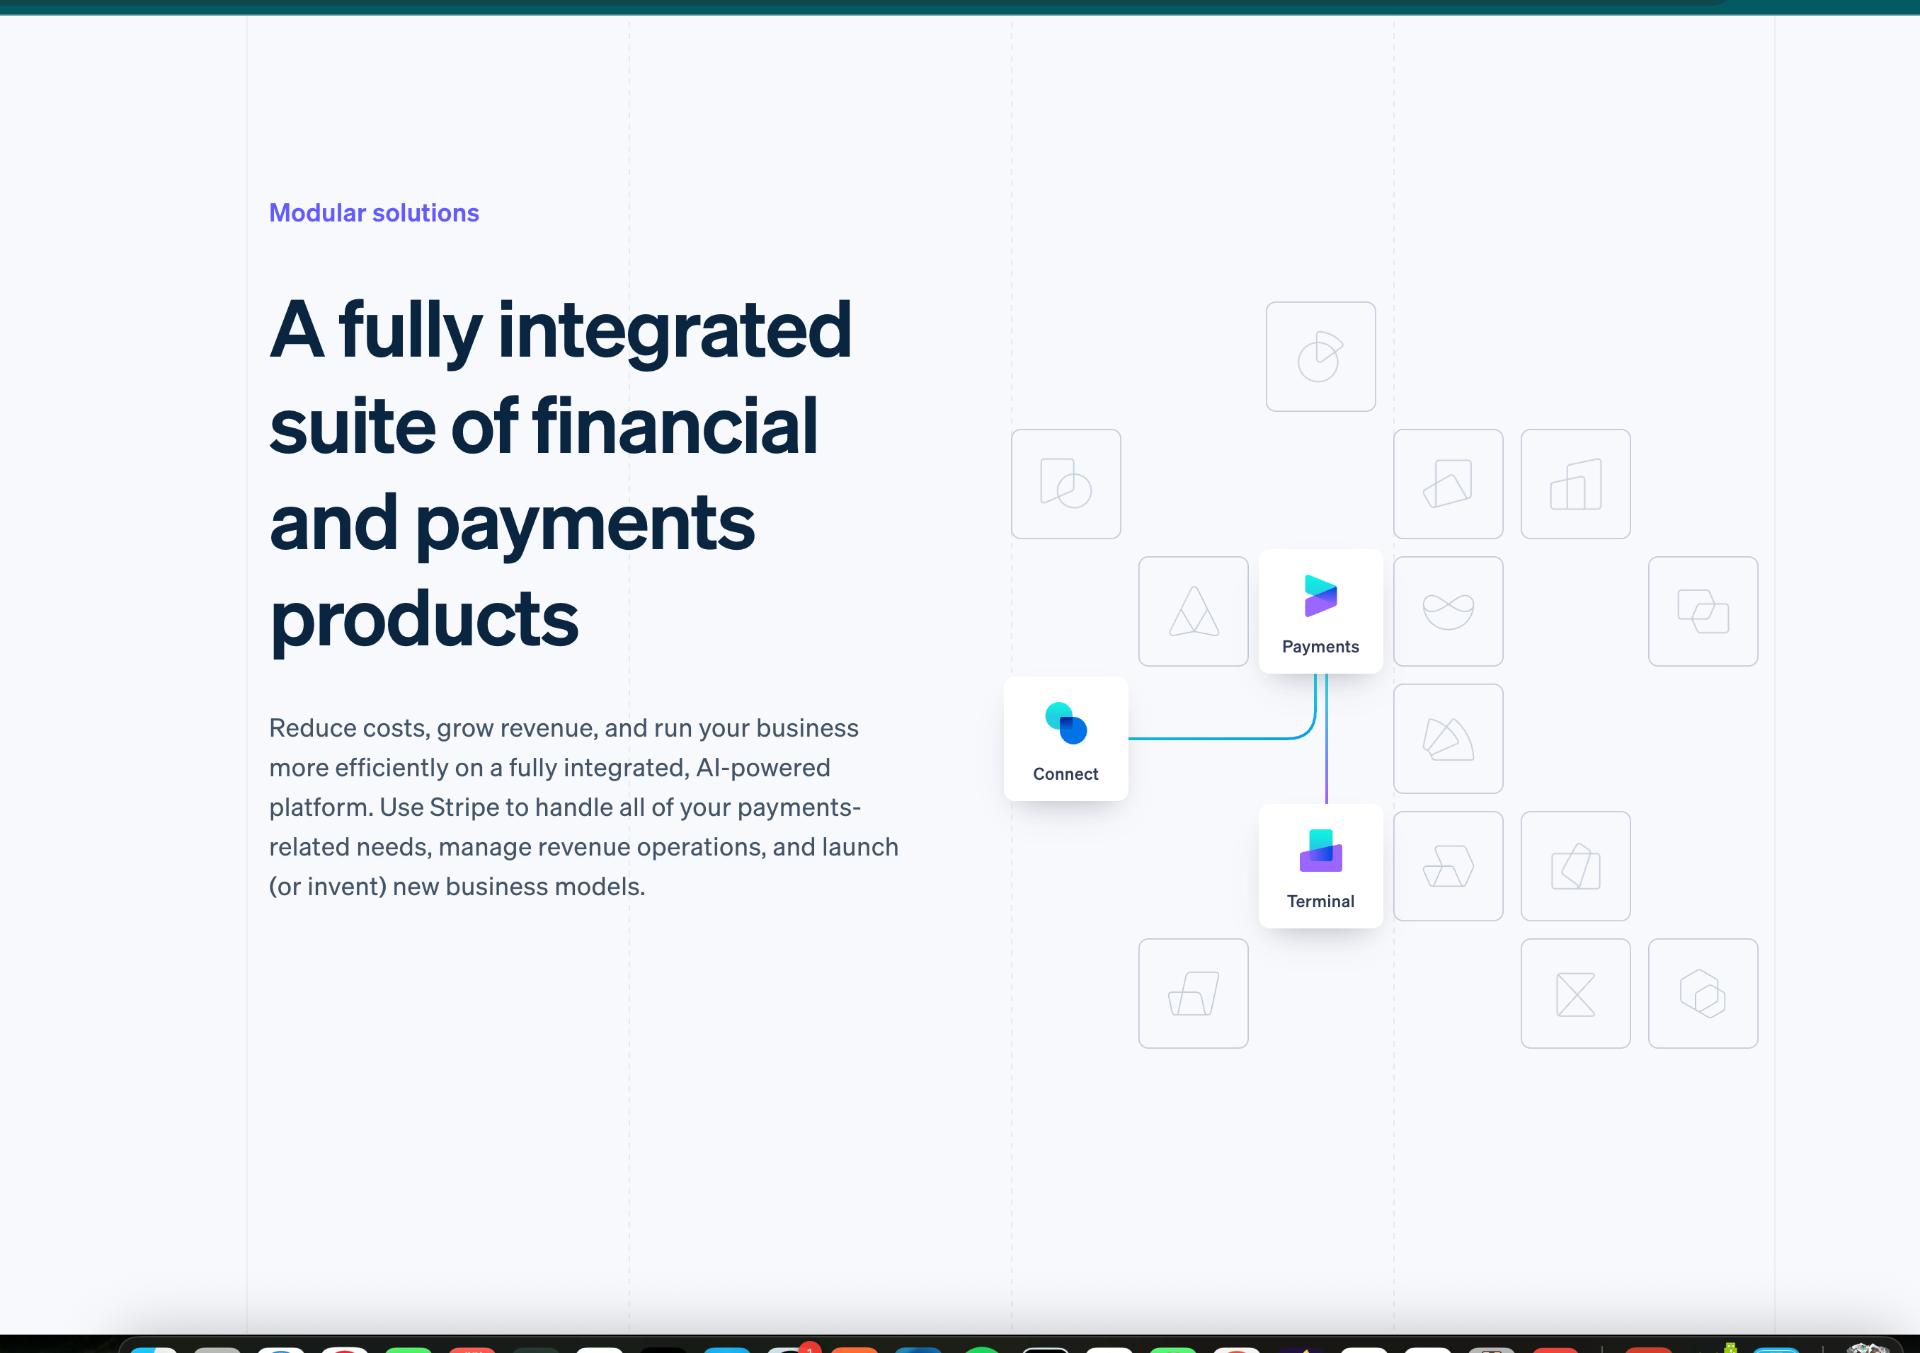 Modular solutions
A fully integrated
suite of financial
and payments
products
Reduce costs, grow revenue, and run your business
more efficiently on a fully integrated, AI-powered
platform. Use Stripe to handle all of your payments-
related needs, manage revenue operations, and launch
(or invent) new business models.
Payments
Connect
Terminal